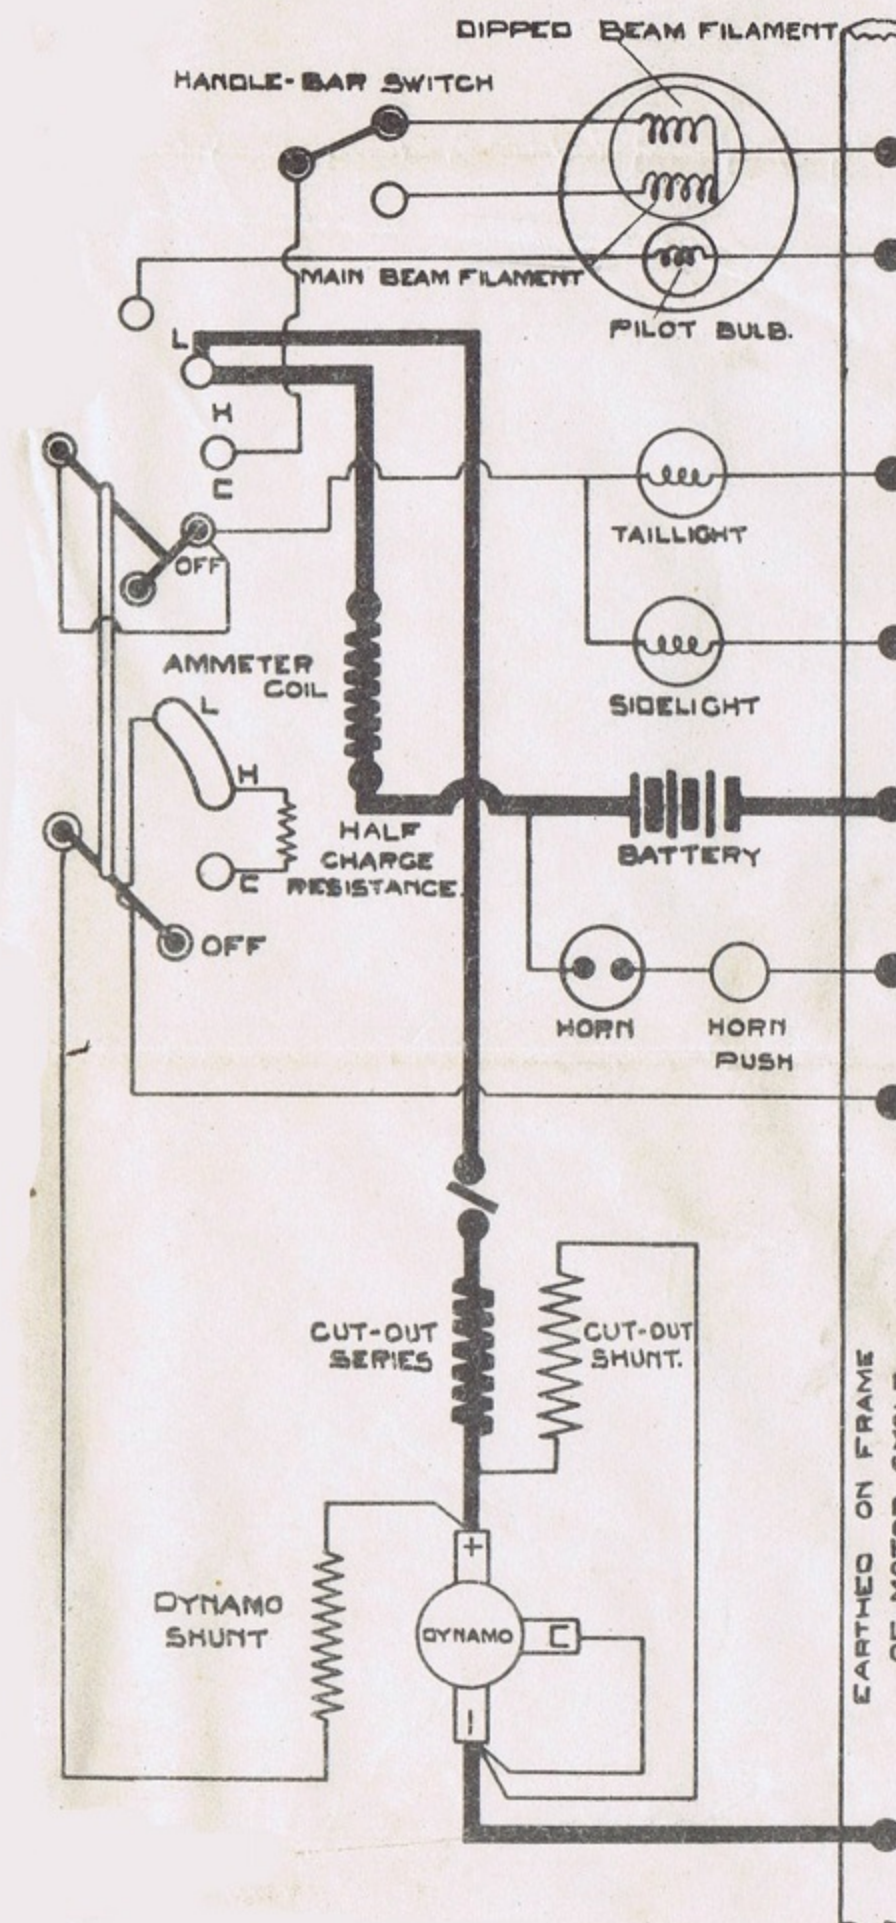 DIPPED BEAM FILAMENT
HANDLE-BAR SWITCH
MAIN BEAM FILAMENT
PILOT BULB.
L
H
C
OFF
TAILLIGHT
SIDELIGHT
AMMETER
COIL
L
H
C
HALF
CHARGE
RESISTANCE.
BATTERY
OFF
HORN
HORN
PUSH
CUT-OUT
SERIES
CUT-OUT
SHUNT.
DYNAMO
SHUNT
+
DYNAMO
C
−
EARTHED ON FRAME